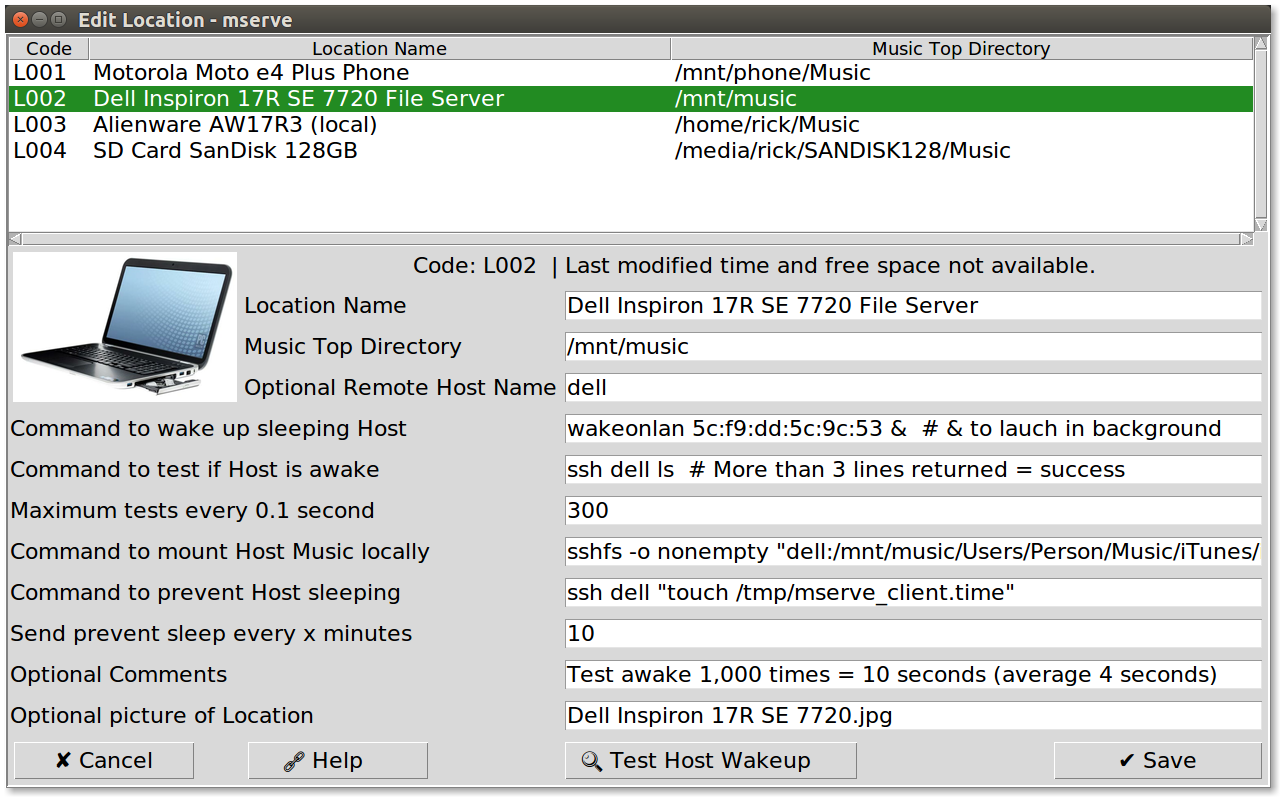 Edit Location - mserve
Code Location Name Music Top Directory
L001 Motorola Moto e4 Plus Phone /mnt/phone/Music
L002 Dell Inspiron 17R SE 7720 File Server /mnt/music
L003 Alienware AW17R3 (local) /home/rick/Music
L004 SD Card SanDisk 128GB /media/rick/SANDISK128/Music
Code: L002 | Last modified time and free space not available.
Location Name Dell Inspiron 17R SE 7720 File Server
Music Top Directory /mnt/music
Optional Remote Host Name dell
Command to wake up sleeping Host wakeonlan 5c:f9:dd:5c:9c:53 &  # & to lauch in background
Command to test if Host is awake ssh dell ls  # More than 3 lines returned = success
Maximum tests every 0.1 second 300
Command to mount Host Music locally sshfs -o nonempty "dell:/mnt/music/Users/Person/Music/iTunes/
Command to prevent Host sleeping ssh dell "touch /tmp/mserve_client.time"
Send prevent sleep every x minutes 10
Optional Comments Test awake 1,000 times = 10 seconds (average 4 seconds)
Optional picture of Location Dell Inspiron 17R SE 7720.jpg
✘ Cancel 🔗 Help 🔍 Test Host Wakeup ✔ Save